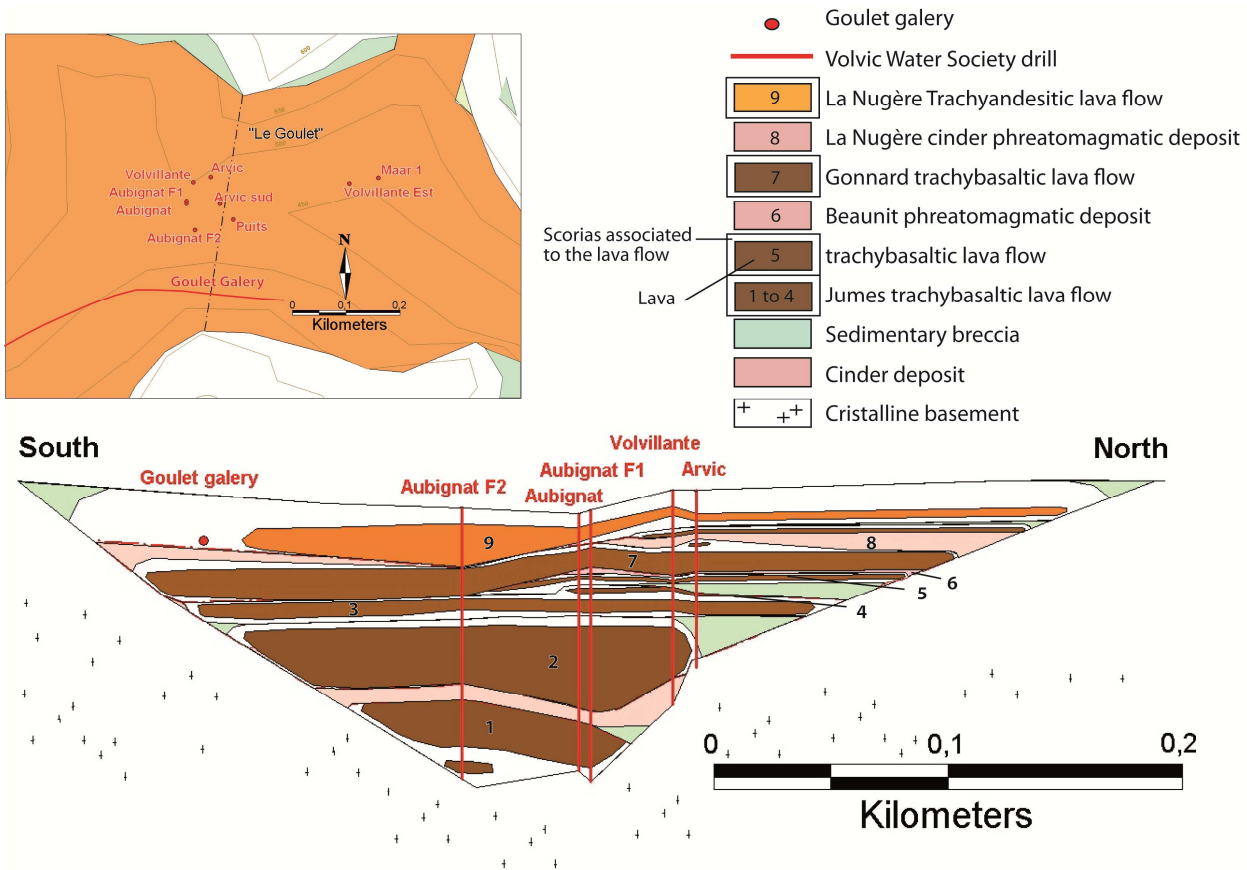 600
630
"Le Goulet"
500
Volvillante
Arvic
Maar 1
Aubignat F1
Volvillante Est
Aubignat
Arvic sud
450
Puits
Aubignat F2
N
Goulet Galery
0 0,1 0,2
Kilometers
Goulet galery
Volvic Water Society drill
9 La Nugère Trachyandesitic lava flow
8 La Nugère cinder phreatomagmatic deposit
7 Gonnard trachybasaltic lava flow
6 Beaunit phreatomagmatic deposit
Scorias associated
to the lava flow
5 trachybasaltic lava flow
Lava
1 to 4 Jumes trachybasaltic lava flow
Sedimentary breccia
Cinder deposit
Cristalline basement
South
North
Goulet galery
Aubignat F2
Aubignat F1
Aubignat
Volvillante
Arvic
9
8
7
6
5
4
3
2
1
0 0,1 0,2
Kilometers